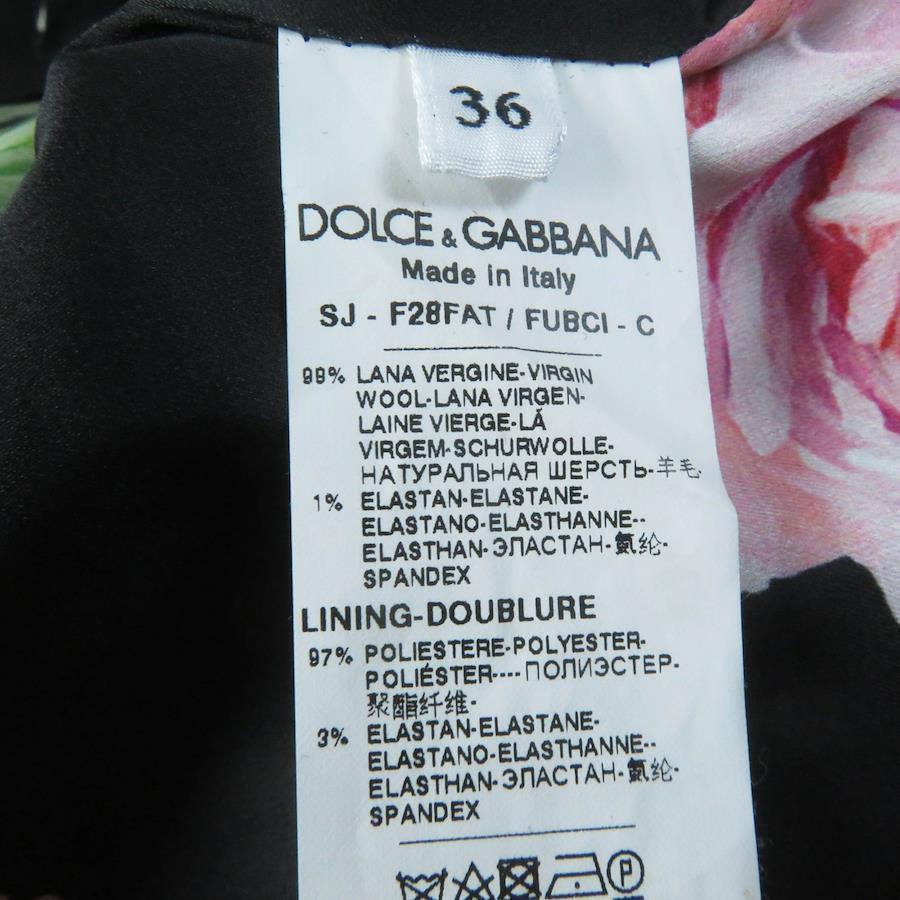 36
DOLCE & GABBANA
Made in Italy
SJ - F28FAT / FUBCI - C
99% LANA VERGINE-VIRGIN
WOOL-LANA VIRGEN-
LAINE VIERGE-LÃ
VIRGEM-SCHURWOLLE-
НАТУРАЛЬНАЯ ШЕРСТЬ-羊毛-
1% ELASTAN-ELASTANE-
ELASTANO-ELASTHANNE--
ELASTHAN-ЭЛАСТАН-氨纶-
SPANDEX
LINING-DOUBLURE
97% POLIESTERE-POLYESTER-
POLIÉSTER----ПОЛИЭСТЕР-
聚酯纤维-
3% ELASTAN-ELASTANE-
ELASTANO-ELASTHANNE--
ELASTHAN-ЭЛАСТАН-氨纶-
SPANDEX
P